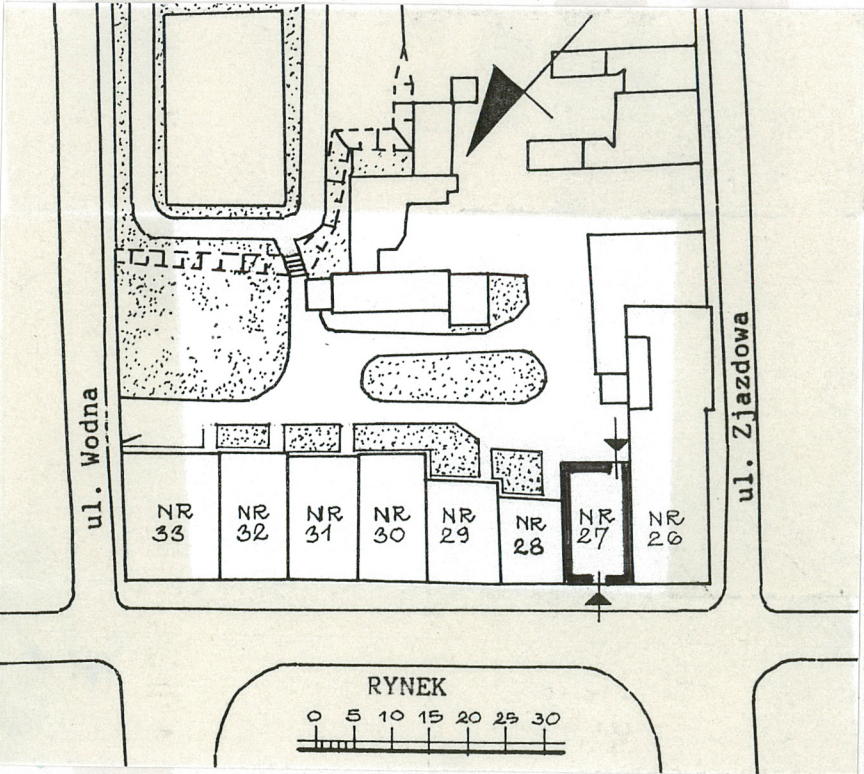 ul. Wodna
ul. Zjazdowa
NR
33
NR
32
NR
31
NR
30
NR
29
NR
28
NR
27
NR
26
RYNEK
0 5 10 15 20 25 30